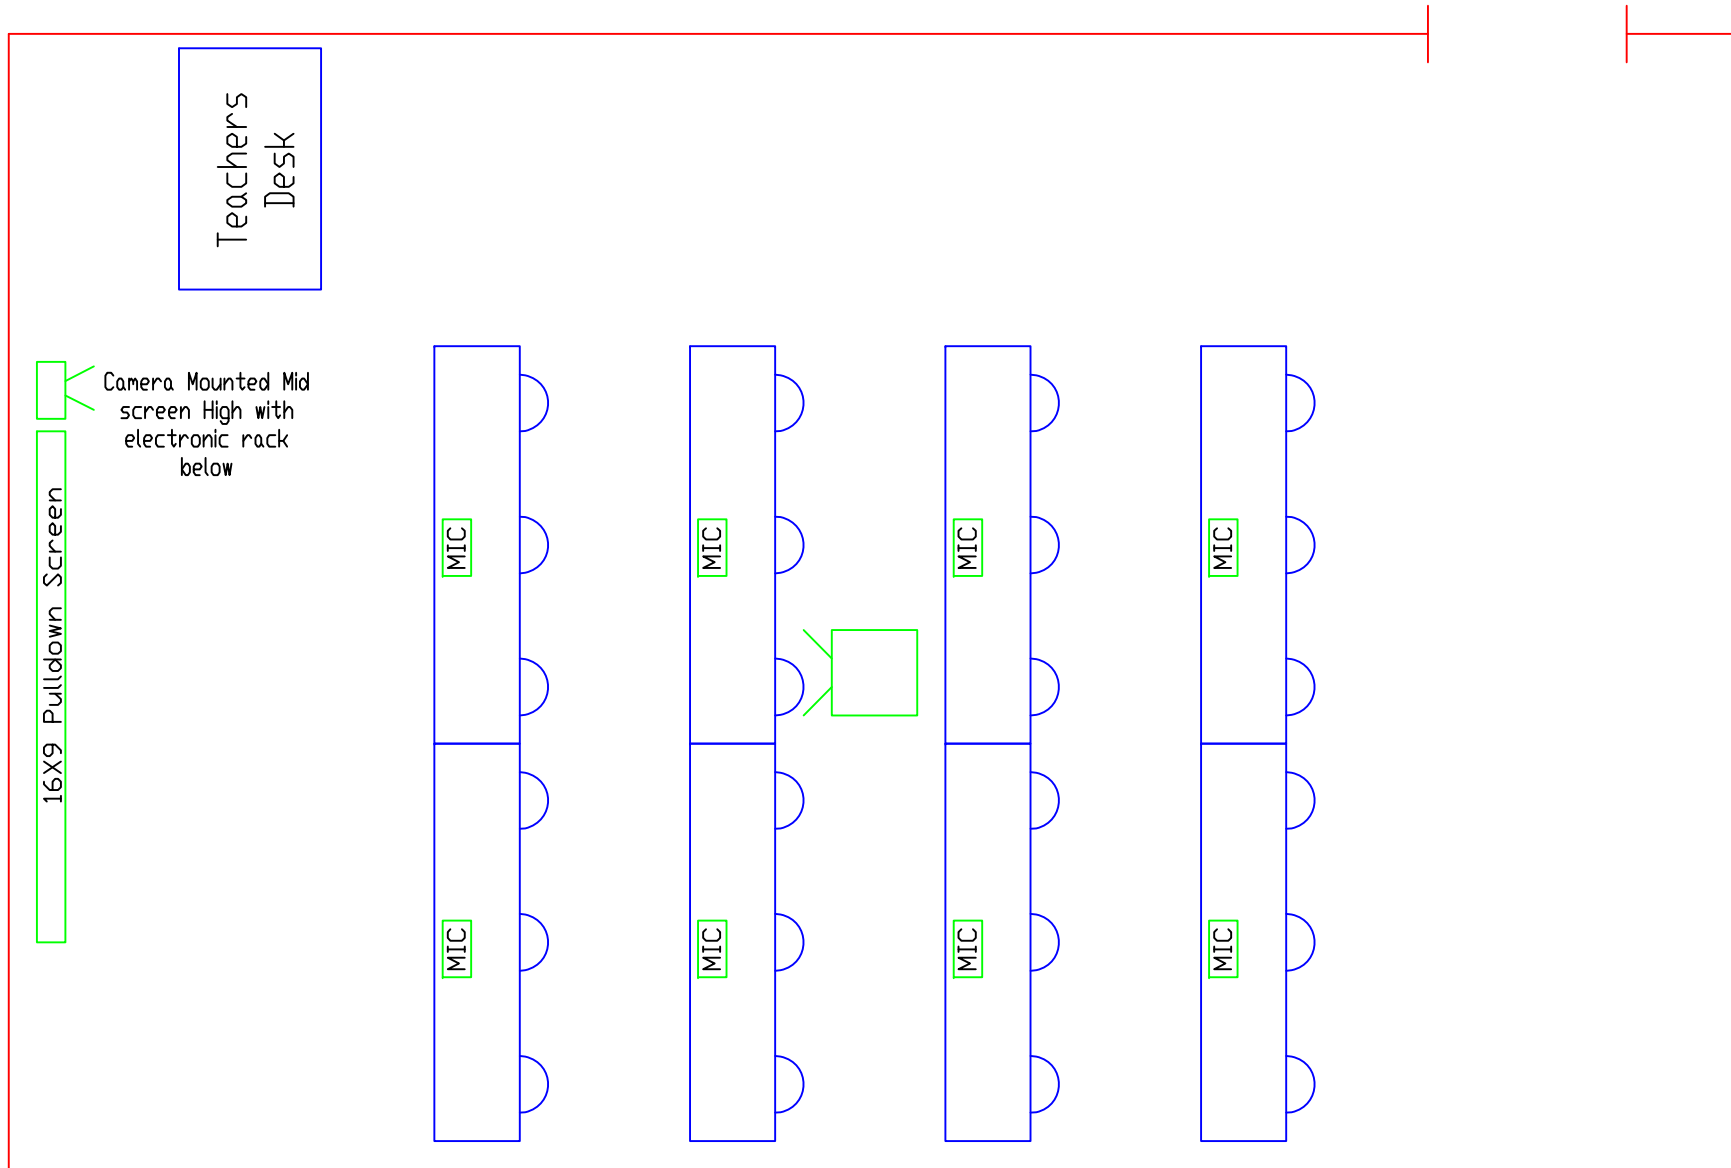 Teachers
Desk
Camera Mounted Mid
screen High with
electronic rack
below
16X9 Pulldown Screen
MIC
MIC
MIC
MIC
MIC
MIC
MIC
MIC